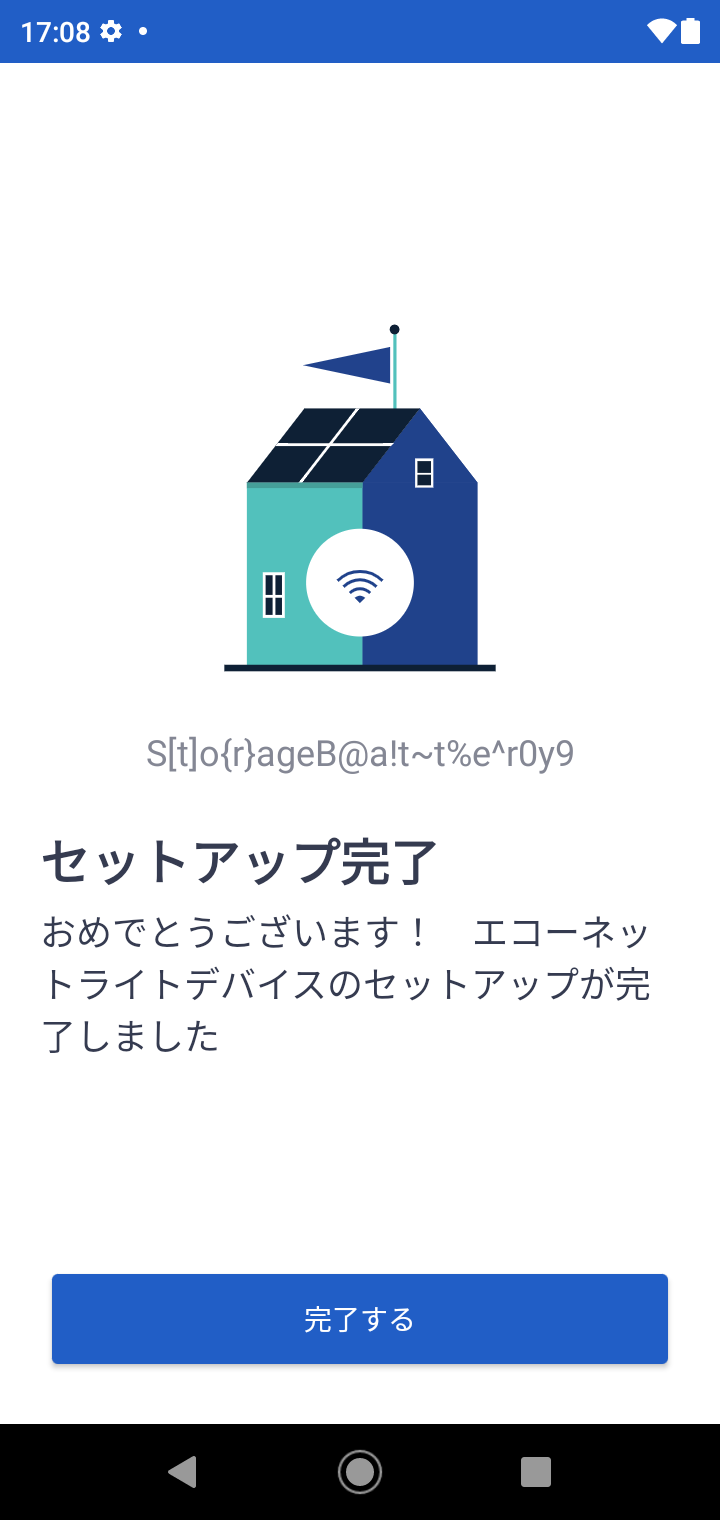 17:08
S[t]o{r}ageB@a!t~t%e^r0y9
セットアップ完了
おめでとうございます！　エコーネッ
トライトデバイスのセットアップが完
了しました
完了する